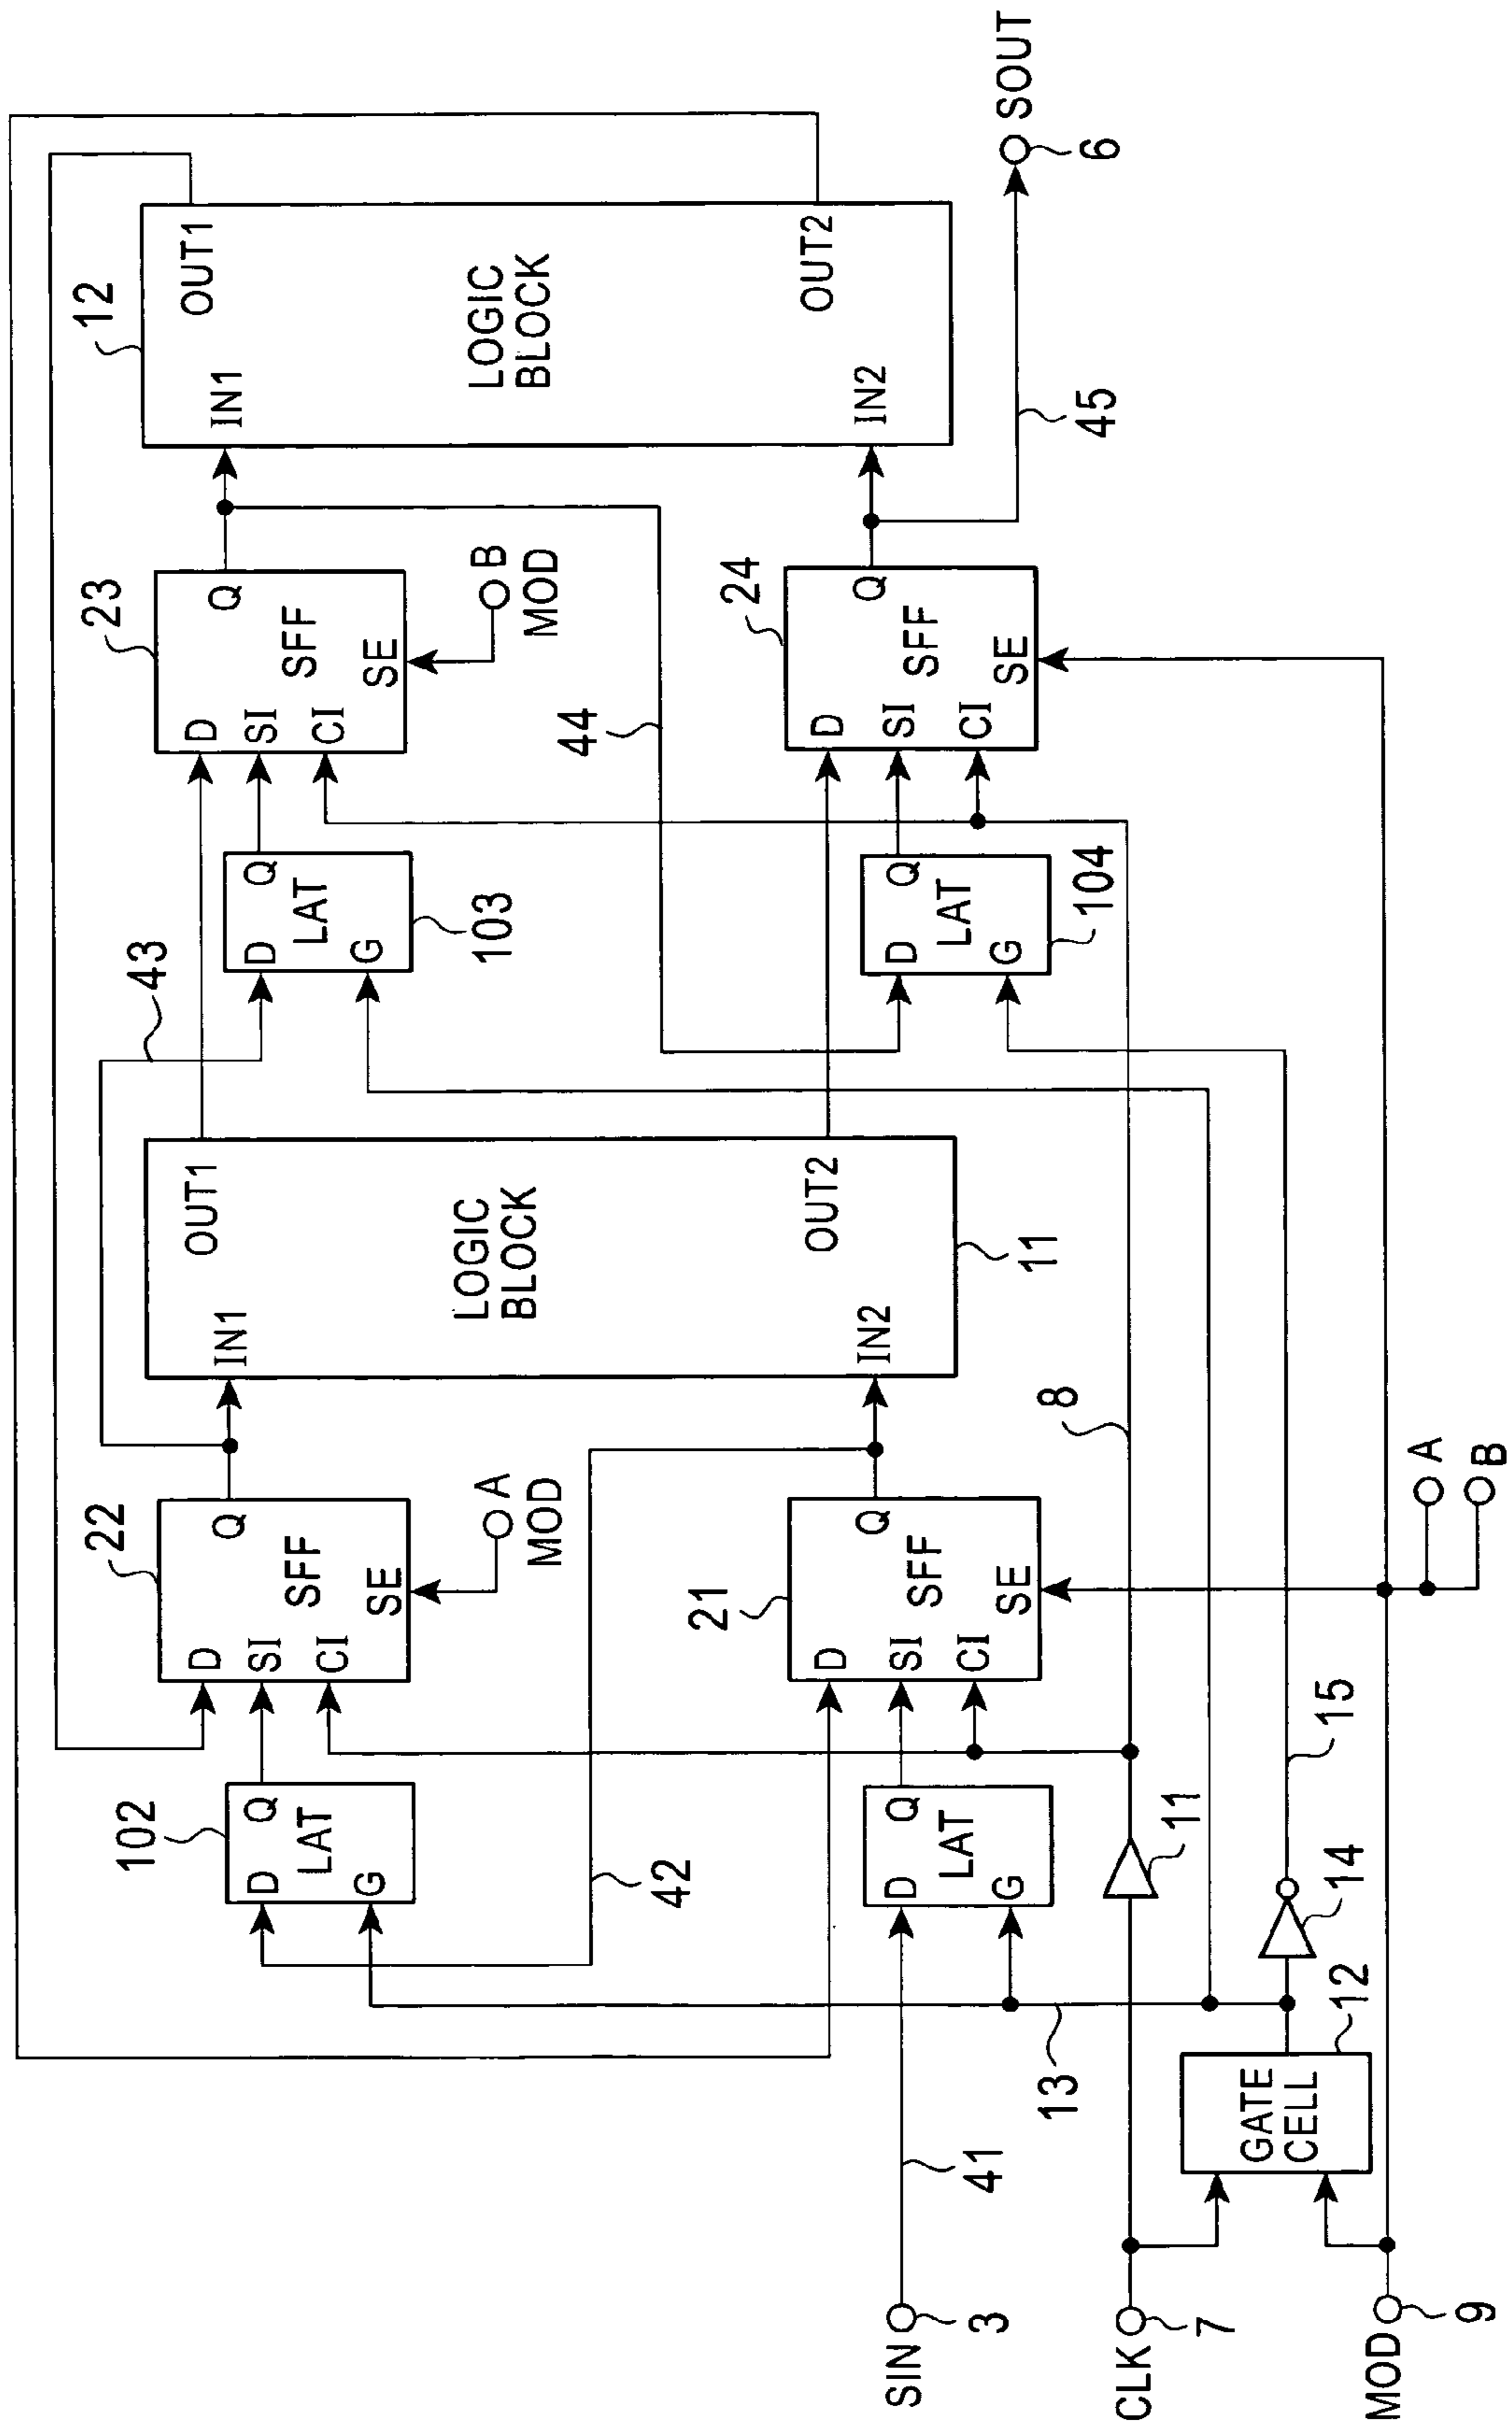 12
OUT1
IN1
LOGIC
BLOCK
OUT2
IN2
SOUT
6
45
23
Q
D
SFF
SI
CI
SE
B
MOD
24
Q
D
SFF
SI
CI
SE
44
43
Q
D
LAT
G
103
Q
D
LAT
G
104
OUT1
IN1
LOGIC
BLOCK
OUT2
IN2
11
8
22
Q
D
SFF
SI
CI
SE
A
MOD
21
Q
D
SFF
SI
CI
SE
A
B
102
Q
D
LAT
G
42
Q
D
LAT
G
11
14
15
13
GATE
CELL
12
41
SIN
3
CLK
7
MOD
9